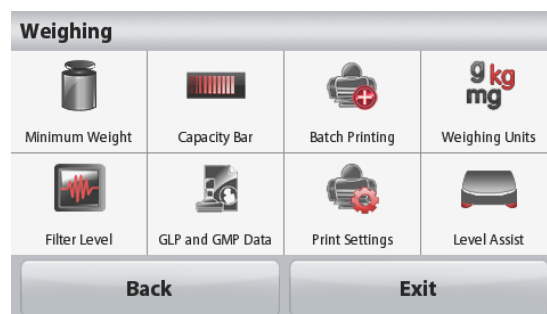 Weighing
g kg
mg
Minimum Weight
Capacity Bar
Batch Printing
Weighing Units
Filter Level
GLP and GMP Data
Print Settings
Level Assist
Back
Exit